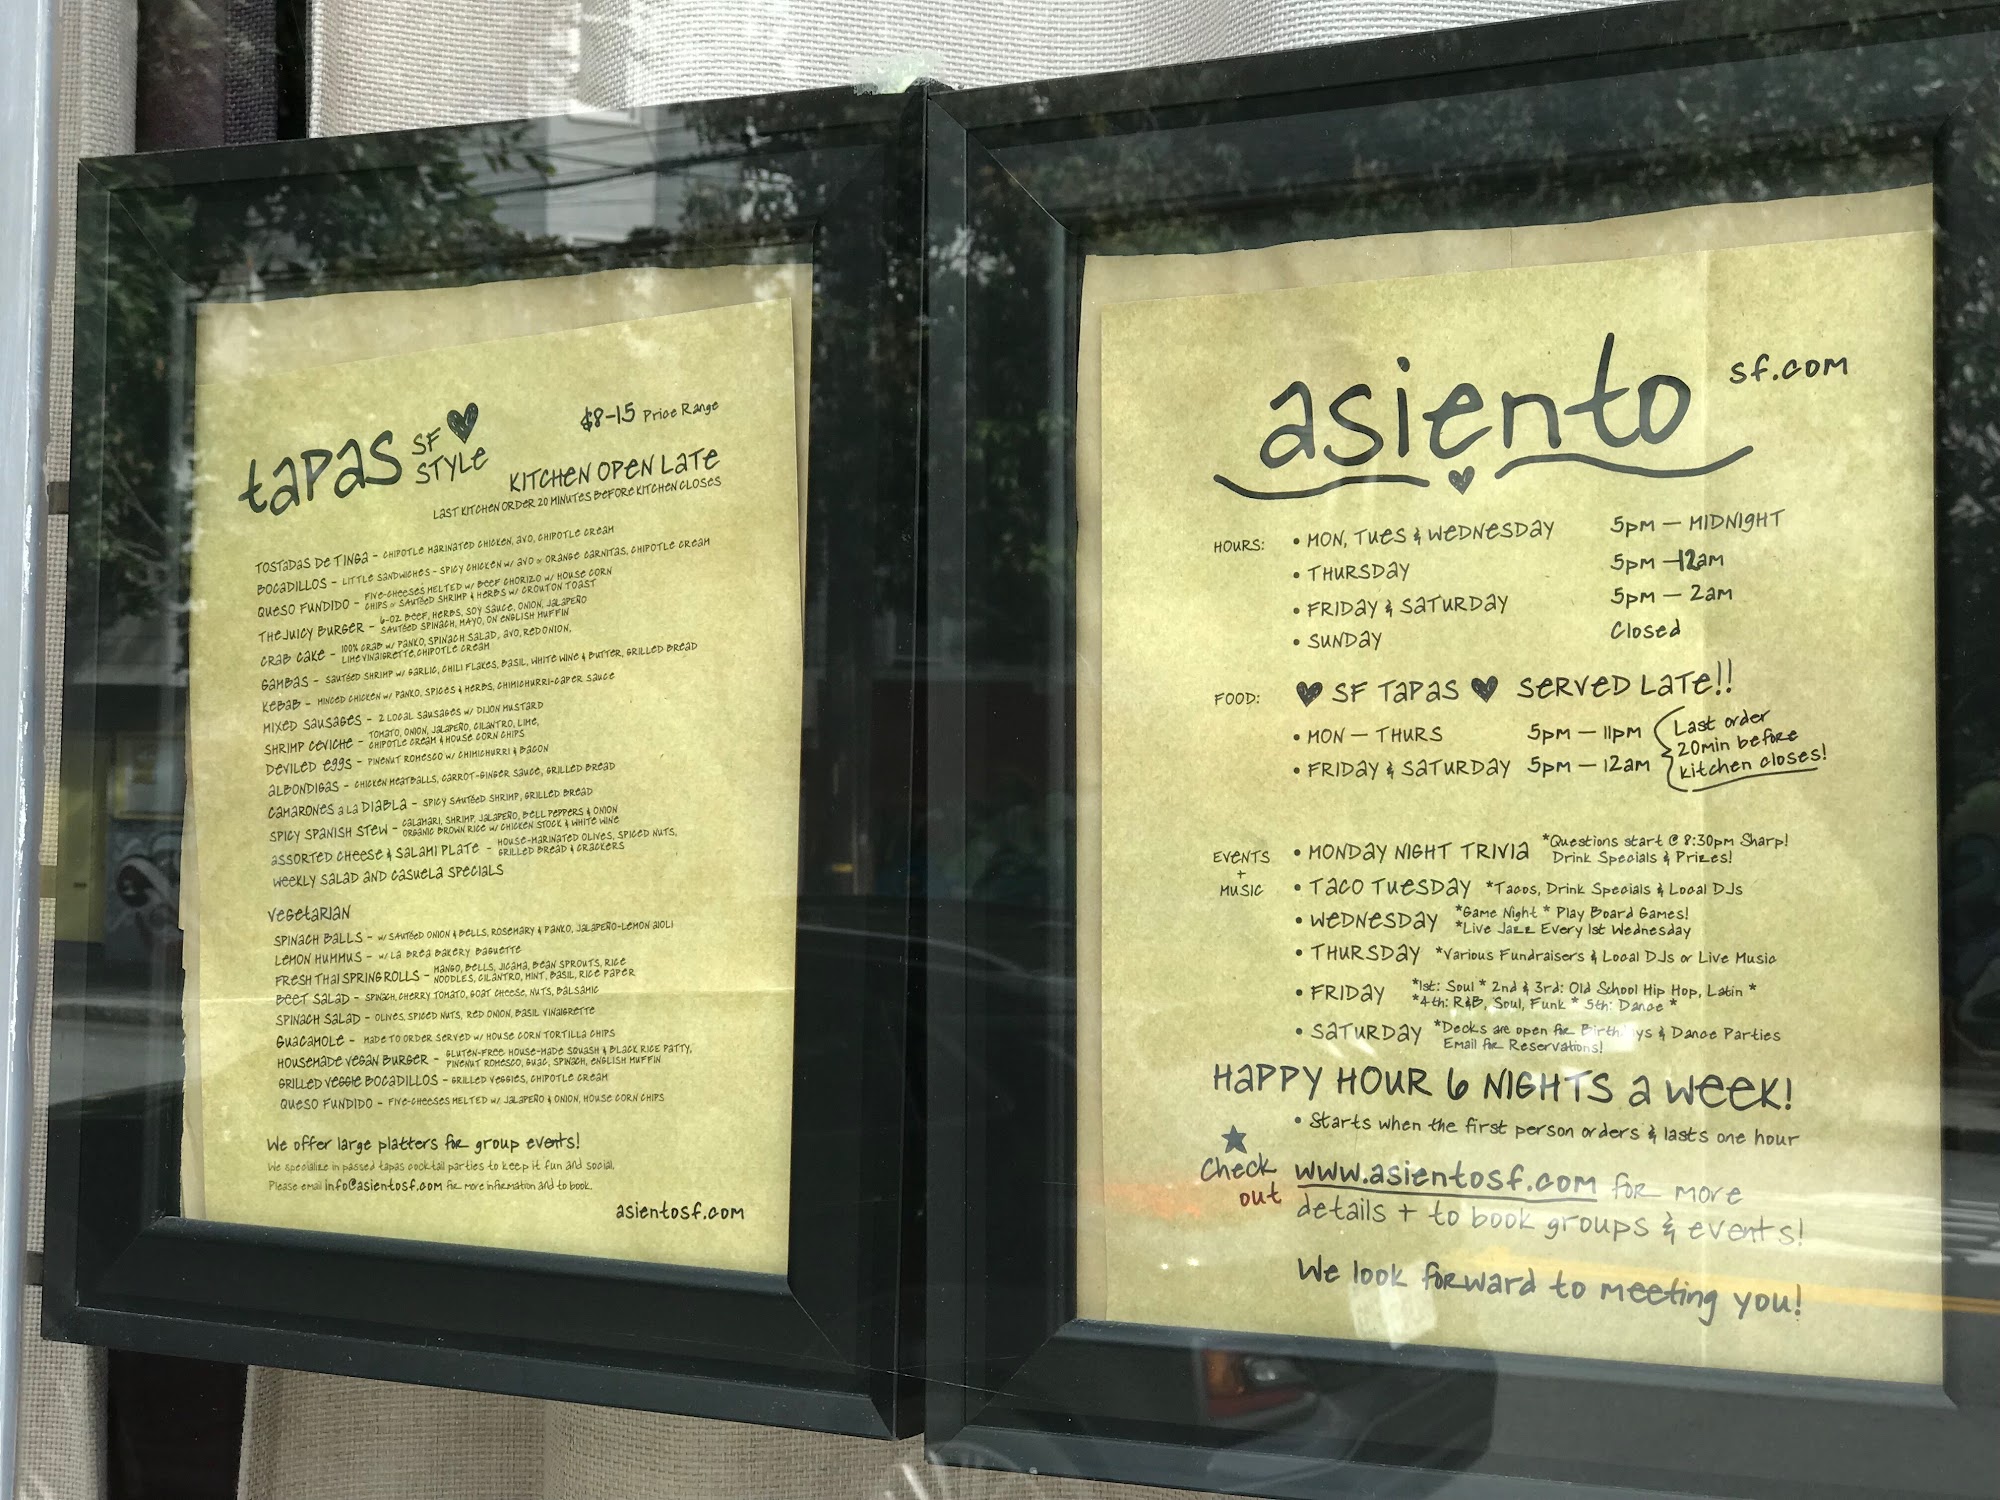 tapas SF ♥ STYLE
$8-15 Price Range
KITCHEN OPEN LATE
LAST KITCHEN ORDER 20 MINUTES BEFORE KITCHEN CLOSES
TOSTADAS DE TINGA - CHIPOTLE MARINATED CHICKEN, AVO, CHIPOTLE CREAM
BOCADILLOS - LITTLE SANDWICHES - SPICY CHICKEN W/ AVO or ORANGE CARNITAS, CHIPOTLE CREAM
QUESO FUNDIDO - FIVE-CHEESES MELTED W/ BEEF CHORIZO W/ HOUSE CORN
CHIPS or SAUTéED SHRIMP & HERBS W/ CROUTON TOAST
THE JUICY BURGER - 6-OZ BEEF, HERBS, SOY SAUCE, ONION, JALAPEÑO
SAUTéED SPINACH, MAYO, ON ENGLISH MUFFIN
CRAB CAKE - 100% CRAB W/ PANKO, SPINACH SALAD, AVO, RED ONION,
LIME VINAIGRETTE, CHIPOTLE CREAM
GAMBAS - SAUTéED SHRIMP W/ GARLIC, CHILI FLAKES, BASIL, WHITE WINE & BUTTER, GRILLED BREAD
KEBAB - MINCED CHICKEN W/ PANKO, SPICES & HERBS, CHIMICHURRI-CAPER SAUCE
MIXED SAUSAGES - 2 LOCAL SAUSAGES W/ DIJON MUSTARD
SHRIMP CEVICHE - TOMATO, ONION, JALAPEÑO, CILANTRO, LIME,
CHIPOTLE CREAM & HOUSE CORN CHIPS
DEVILED EGGS - PINENUT ROMESCO W/ CHIMICHURRI & BACON
ALBONDIGAS - CHICKEN MEATBALLS, CARROT-GINGER SAUCE, GRILLED BREAD
CAMARONES A LA DIABLA - SPICY SAUTéED SHRIMP, GRILLED BREAD
SPICY SPANISH STEW - CALAMARI, SHRIMP, JALAPEÑO, BELL PEPPERS & ONION
ORGANIC BROWN RICE W/ CHICKEN STOCK & WHITE WINE
ASSORTED CHEESE & SALAMI PLATE - HOUSE-MARINATED OLIVES, SPICED NUTS,
GRILLED BREAD & CRACKERS
WEEKLY SALAD AND CASUELA SPECIALS
VEGETARIAN
SPINACH BALLS - W/ SAUTéED ONION & BELLS, ROSEMARY & PANKO, JALAPEÑO-LEMON AIOLI
LEMON HUMMUS - W/ LA BREA BAKERY BAGUETTE
FRESH THAI SPRING ROLLS - MANGO, BELLS, JICAMA, BEAN SPROUTS, RICE
NOODLES, CILANTRO, MINT, BASIL, RICE PAPER
BEET SALAD - SPINACH, CHERRY TOMATO, GOAT CHEESE, NUTS, BALSAMIC
SPINACH SALAD - OLIVES, SPICED NUTS, RED ONION, BASIL VINAIGRETTE
GUACAMOLE - MADE TO ORDER SERVED W/ HOUSE CORN TORTILLA CHIPS
HOUSEMADE VEGAN BURGER - GLUTEN-FREE HOUSE-MADE SQUASH & BLACK RICE PATTY,
PINENUT ROMESCO, GUAC, SPINACH, ENGLISH MUFFIN
GRILLED VEGGIE BOCADILLOS - GRILLED VEGGIES, CHIPOTLE CREAM
QUESO FUNDIDO - FIVE-CHEESES MELTED W/ JALAPEÑO & ONION, HOUSE CORN CHIPS
We offer large platters for group events!
We specialize in passed tapas cocktail parties to keep it fun and social.
Please email info@asientosf.com for more information and to book.
asientosf.com
asiento sf.com
HOURS: • MON, TUES & WEDNESDAY 5pm — MIDNIGHT
• THURSDAY 5pm — 12am
• FRIDAY & SATURDAY 5pm — 2am
• SUNDAY Closed
FOOD: ♥ SF TAPAS ♥ SERVED LATE!!
• MON — THURS 5pm — 11pm
• FRIDAY & SATURDAY 5pm — 12am
Last order
20min before
kitchen closes!
EVENTS + MUSIC
• MONDAY NIGHT TRIVIA *Questions start @ 8:30pm Sharp!
Drink Specials & Prizes!
• TACO TUESDAY *Tacos, Drink Specials & Local DJs
• WEDNESDAY *Game Night * Play Board Games!
*Live Jazz Every 1st Wednesday
• THURSDAY *Various Fundraisers & Local DJs or Live Music
• FRIDAY *1st: Soul * 2nd & 3rd: Old School Hip Hop, Latin *
*4th: R&B, Soul, Funk * 5th: Dance *
• SATURDAY *Decks are open for Birthdays & Dance Parties
Email for Reservations!
HAPPY HOUR 6 NIGHTS a WEEK!
• Starts when the first person orders & lasts one hour
★ Check out www.asientosf.com for more
details + to book groups & events!
We look forward to meeting you!